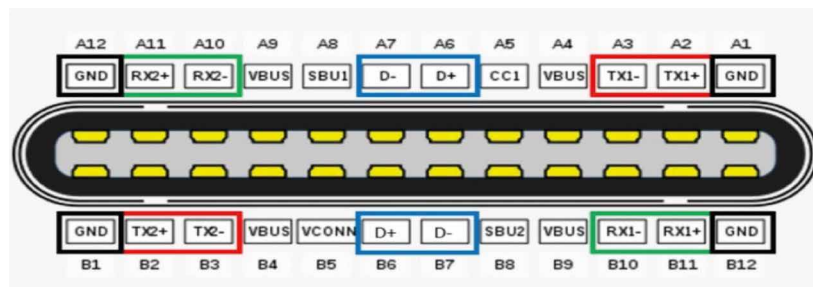 A12 A11 A10 A9 A8 A7 A6 A5 A4 A3 A2 A1
GND RX2+ RX2- VBUS SBU1 D- D+ CC1 VBUS TX1- TX1+ GND
GND TX2+ TX2- VBUS VCONN D+ D- SBU2 VBUS RX1- RX1+ GND
B1 B2 B3 B4 B5 B6 B7 B8 B9 B10 B11 B12